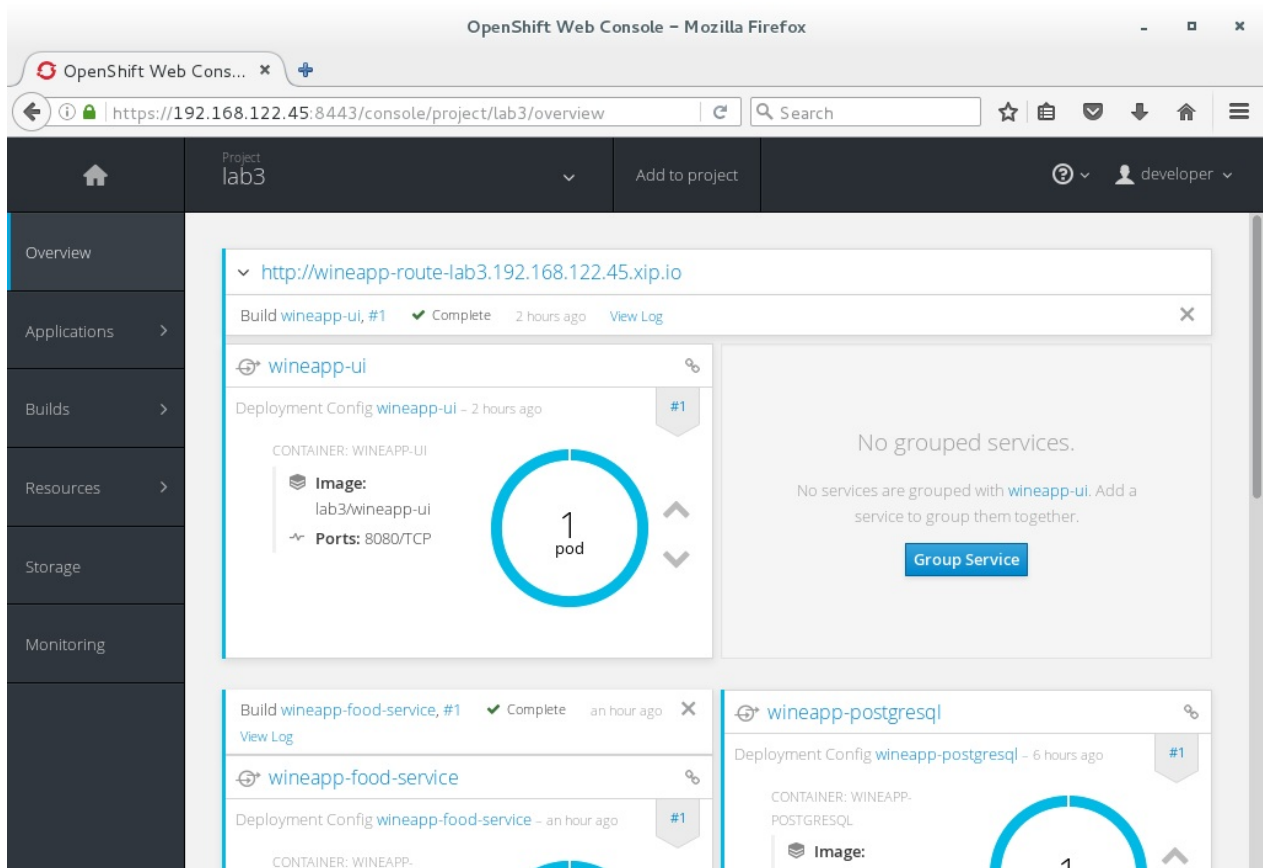 OpenShift Web Console – Mozilla Firefox
OpenShift Web Cons...
https://192.168.122.45:8443/console/project/lab3/overview
Search
Project
lab3
Add to project
developer
Overview
Applications
Builds
Resources
Storage
Monitoring
http://wineapp-route-lab3.192.168.122.45.xip.io
Build wineapp-ui, #1 Complete 2 hours ago View Log
wineapp-ui
Deployment Config wineapp-ui – 2 hours ago
#1
CONTAINER: WINEAPP-UI
Image:
lab3/wineapp-ui
Ports: 8080/TCP
1
pod
No grouped services.
No services are grouped with wineapp-ui. Add a
service to group them together.
Group Service
Build wineapp-food-service, #1 Complete an hour ago
View Log
wineapp-food-service
Deployment Config wineapp-food-service – an hour ago
#1
CONTAINER: WINEAPP-
wineapp-postgresql
Deployment Config wineapp-postgresql – 6 hours ago
#1
CONTAINER: WINEAPP-
POSTGRESQL
Image:
1